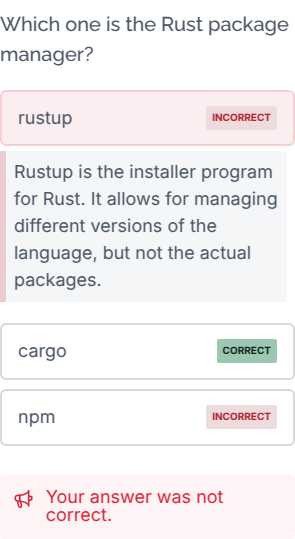 Which one is the Rust package
manager?
rustup INCORRECT
Rustup is the installer program
for Rust. It allows for managing
different versions of the
language, but not the actual
packages.
cargo CORRECT
npm INCORRECT
Your answer was not
correct.